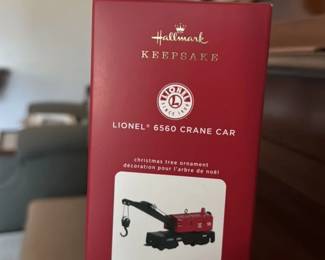 Hallmark
KEEPSAKE
LIONEL
LIONEL® 6560 CRANE CAR
christmas tree ornament
décoration pour l'arbre de noël